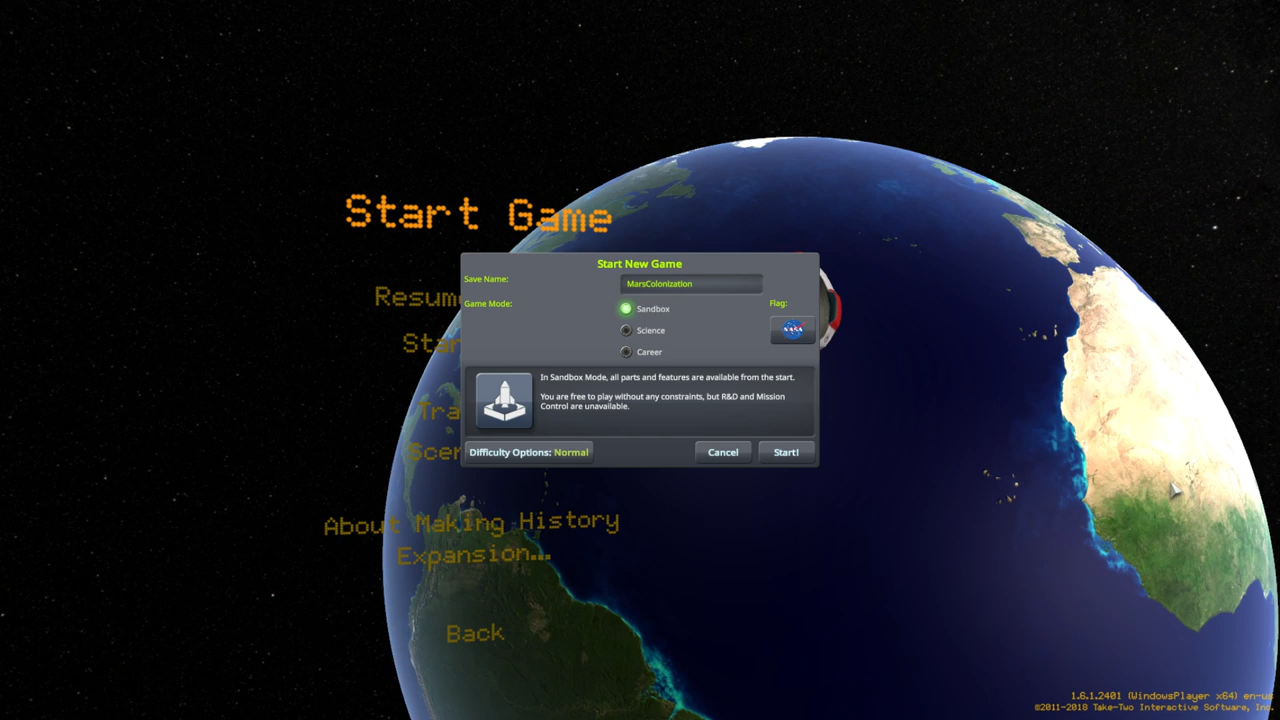 Start Game
Start New Game
Save Name:
MarsColonization
Game Mode:
Sandbox
Flag:
NASA
Science
Career
In Sandbox Mode, all parts and features are available from the start.
You are free to play without any constraints, but R&D and Mission
Control are unavailable.
Difficulty Options: Normal
Cancel
Start!
About Making History
Expansion...
Back
1.6.1.2401 (WindowsPlayer x64) en-us
©2011-2018 Take-Two Interactive Software, Inc.